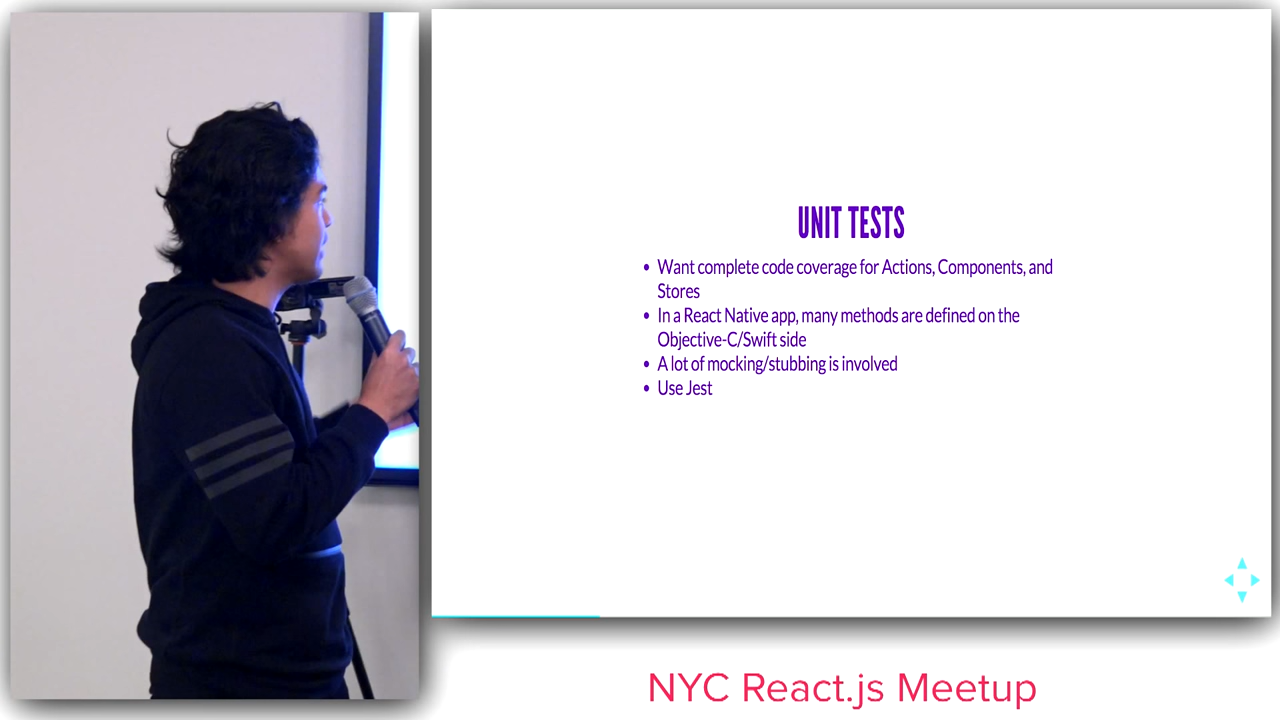 UNIT TESTS
• Want complete code coverage for Actions, Components, and
Stores
• In a React Native app, many methods are defined on the
Objective-C/Swift side
• A lot of mocking/stubbing is involved
• Use Jest
NYC React.js Meetup